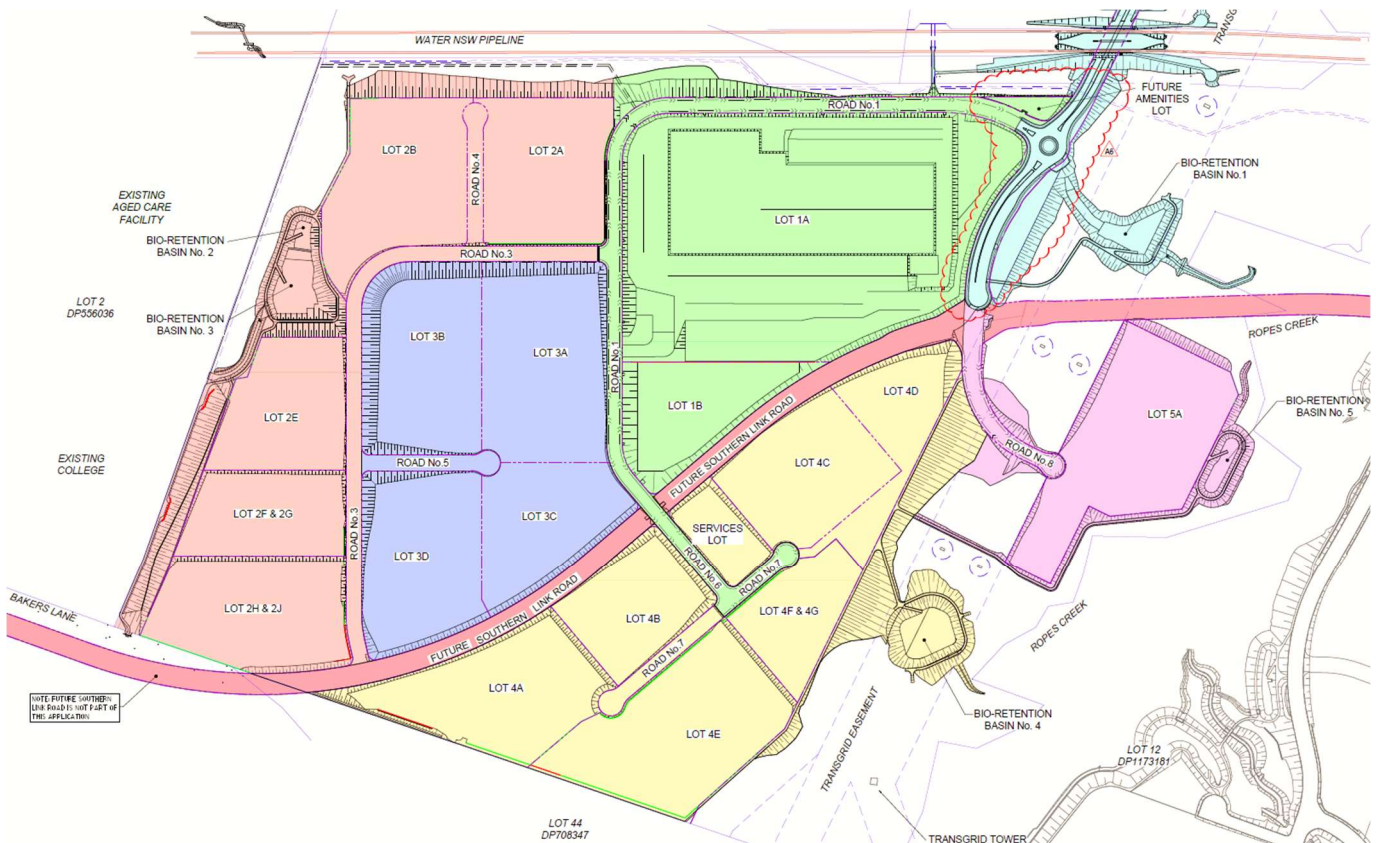 WATER NSW PIPELINE
TRANSG
ROAD No.1
FUTURE
AMENITIES
LOT
A6
BIO-RETENTION
BASIN No.1
LOT 2B
LOT 2A
ROAD No.4
LOT 1A
EXISTING
AGED CARE
FACILITY
BIO-RETENTION
BASIN No. 2
ROAD No.3
LOT 2
DP556036
BIO-RETENTION
BASIN No. 3
LOT 3B
LOT 3A
ROAD No.1
ROPES CREEK
LOT 2E
LOT 1B
LOT 4D
LOT 5A
BIO-RETENTION
BASIN No. 5
EXISTING
COLLEGE
ROAD No.5
FUTURE SOUTHERN LINK ROAD
LOT 4C
ROAD No.8
LOT 2F & 2G
ROAD No.3
LOT 3C
LOT 3D
SERVICES
LOT
ROAD No.6
ROAD No.7
BAKERS LANE
LOT 2H & 2J
LOT 4B
LOT 4F & 4G
ROPES CREEK
FUTURE SOUTHERN LINK ROAD
ROAD No.7
LOT 4A
NOTE: FUTURE SOUTHERN
LINK ROAD IS NOT PART OF
THIS APPLICATION
BIO-RETENTION
BASIN No. 4
LOT 4E
TRANSGRID EASEMENT
LOT 12
DP1173181
LOT 44
DP708347
TRANSGRID TOWER